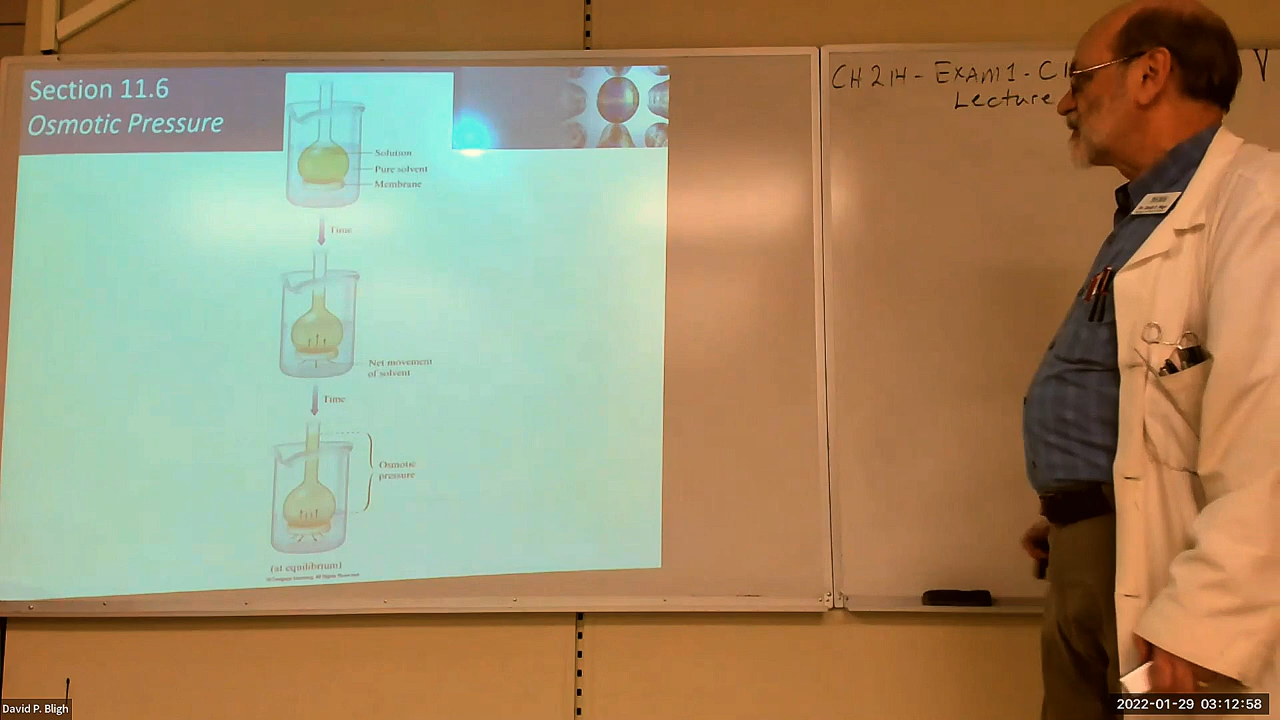 Section 11.6
Osmotic Pressure
Solution
Pure solvent
Membrane
Time
Net movement
of solvent
Time
Osmotic
pressure
(at equilibrium)
CH 214 - EXAM 1 - C
Lecture
David P. Bligh
2022-01-29 03:12:58